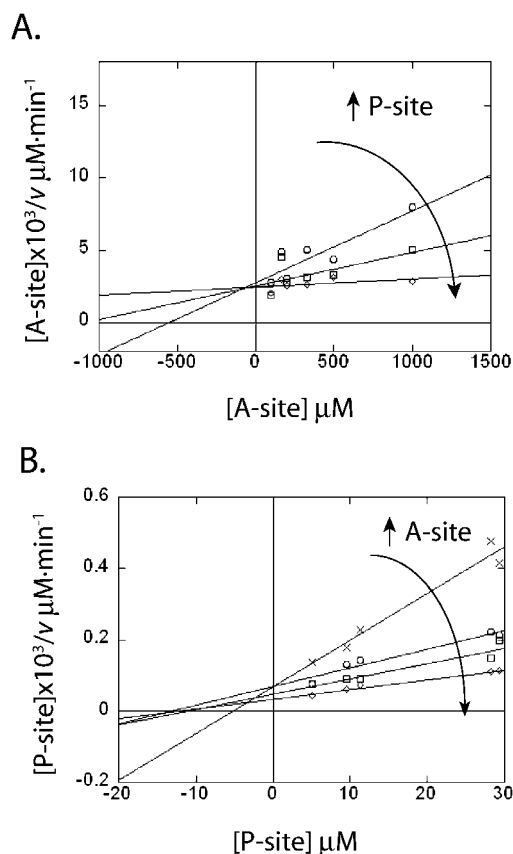 A.
[A-site]x10³/v μM·min⁻¹
15
10
5
0
-1000 -500 0 500 1000 1500
↑ P-site
[A-site] μM
B.
[P-site]x10³/v μM·min⁻¹
0.6
0.4
0.2
0
-0.2
-20 -10 0 10 20 30
↑ A-site
[P-site] μM